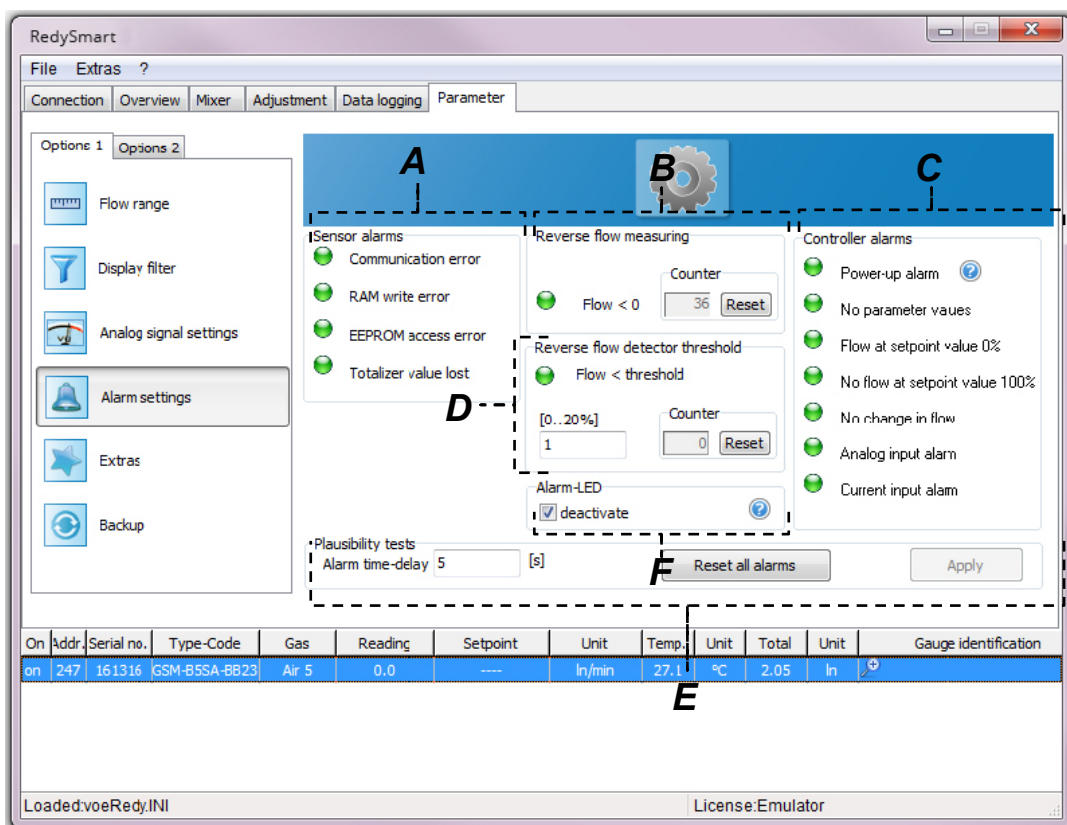 RedySmart
File Extras ?
Connection Overview Mixer Adjustment Data logging Parameter
Options 1 Options 2
Flow range
Display filter
Analog signal settings
Alarm settings
Extras
Backup
A
B
C
Sensor alarms
Communication error
RAM write error
EEPROM access error
Totalizer value lost
Reverse flow measuring
Flow < 0
Counter
36 Reset
D
Reverse flow detector threshold
Flow < threshold
[0..20%]
1
Counter
0 Reset
Alarm-LED
deactivate
Controller alarms
Power-up alarm
No parameter values
Flow at setpoint value 0%
No flow at setpoint value 100%
No change in flow
Analog input alarm
Current input alarm
F
Plausibility tests
Alarm time-delay 5 [s] Reset all alarms Apply
E
On Addr. Serial no. Type-Code Gas Reading Setpoint Unit Temp. Unit Total Unit Gauge identification
on 247 161316 GSM-B5SA-BB23 Air 5 0.0 ---- ln/min 27.1 °C 2.05 ln
Loaded:voeRedy.INI License:Emulator